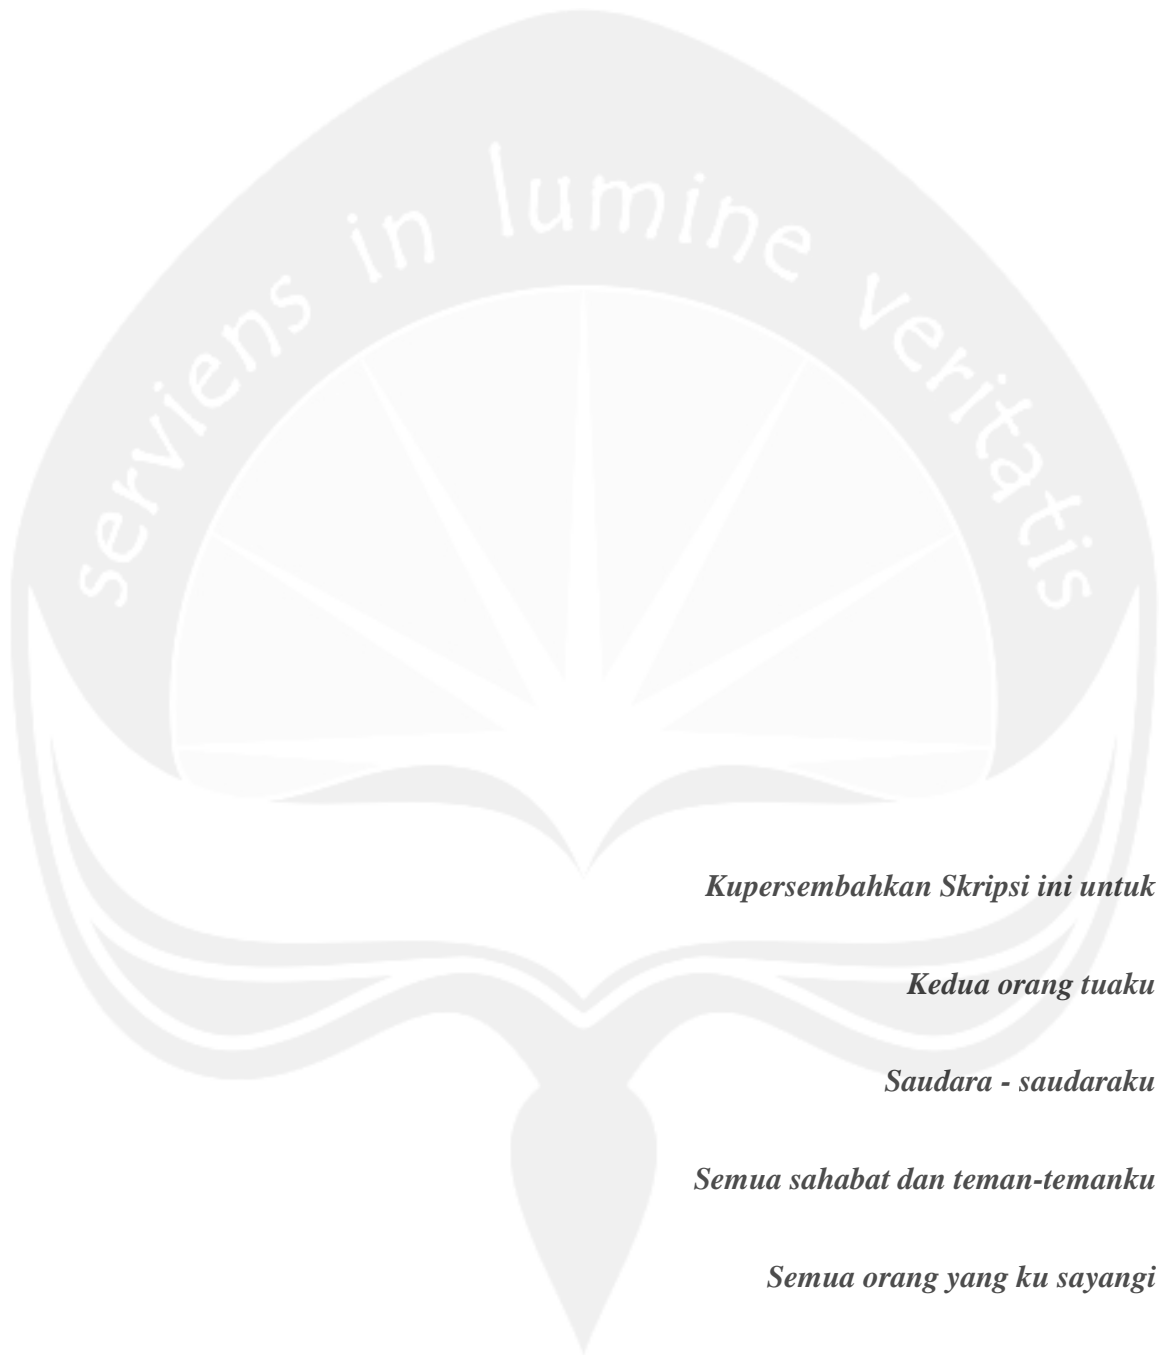 serviens in lumine veritatis
Kupersembahkan Skripsi ini untuk
Kedua orang tuaku
Saudara - saudaraku
Semua sahabat dan teman-temanku
Semua orang yang ku sayangi